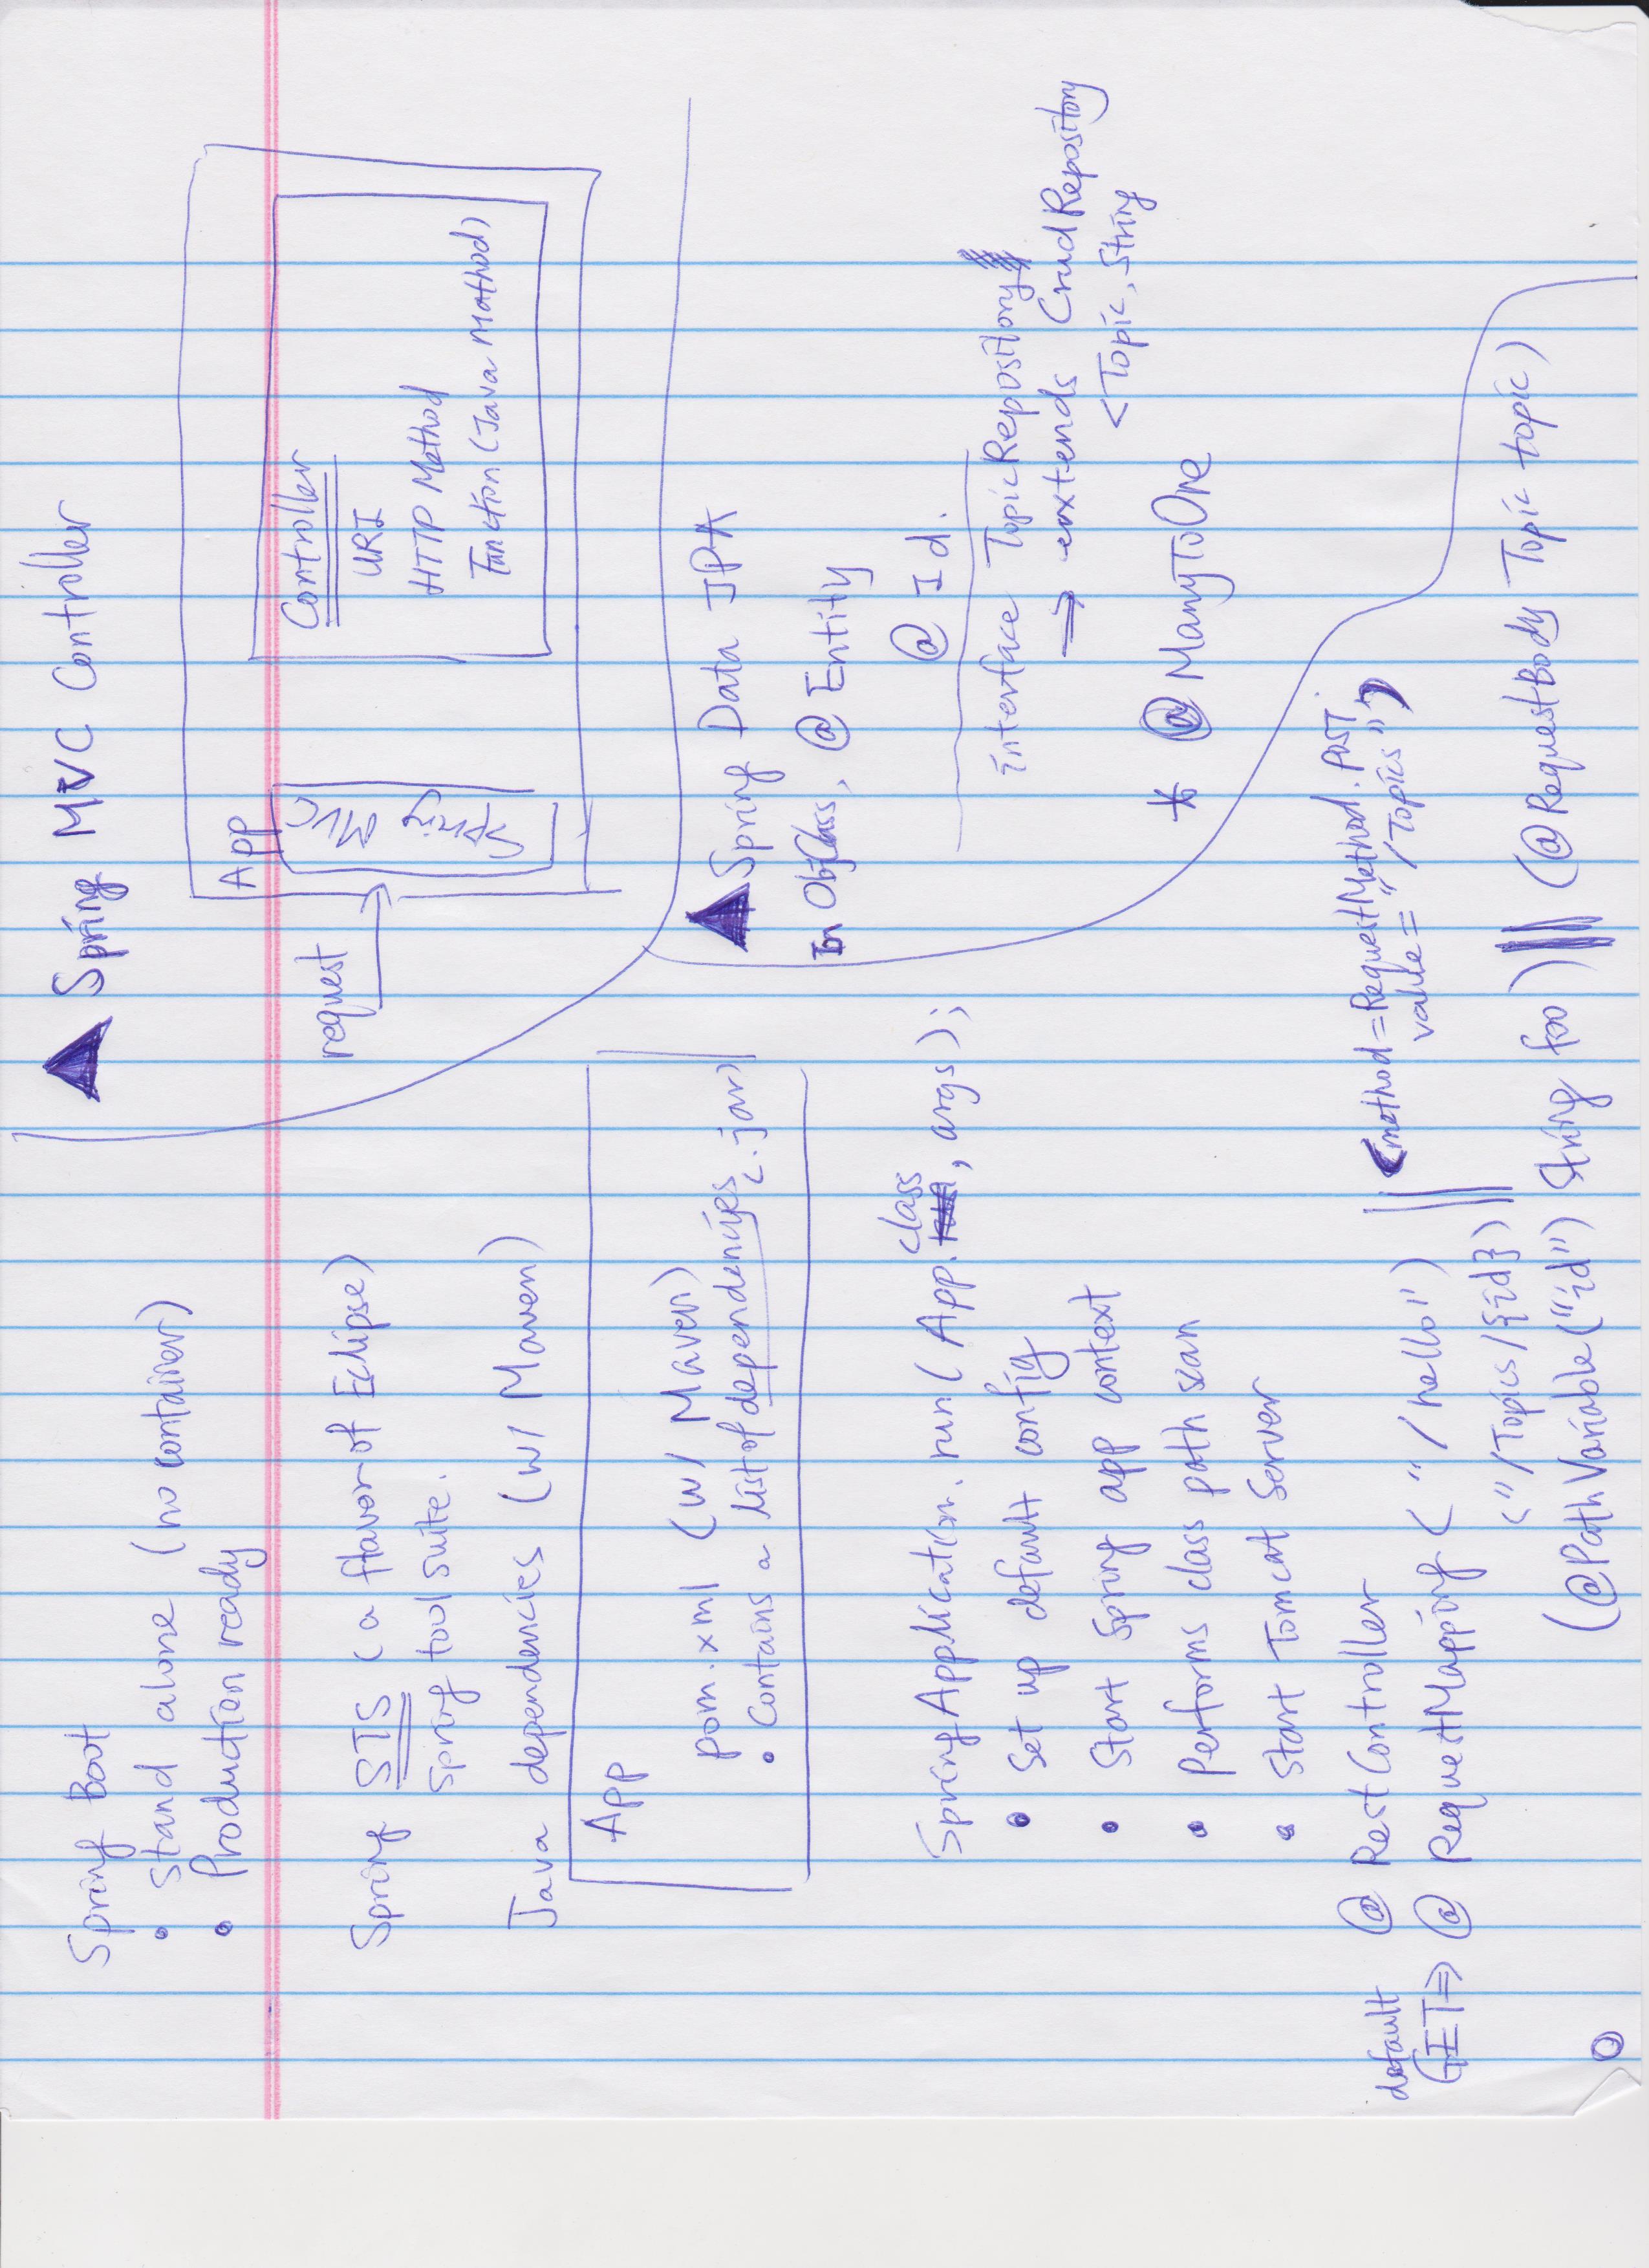 Spring Boot
• stand alone (no container)
• Production ready
Spring STS (a flavor of Eclipse)
Spring tool suite.
Java dependencies (w/ Maven)
App
pom.xml (w/ Maven)
• Contains a list of dependencies (.jar)
SpringApplication.run(App.class, args);
• Set up default config
• Start Spring app context
• Performs class path scan
• Start Tomcat Server
@ RestController
default
GET ⇒ @ RequestMapping ("/hello")
("/Topics/{id})
(method=RequestMethod.POST,
value="/Topics")
(@PathVariable("id") String foo) || (@RequestBody Topic topic)
▲ Spring MVC Controller
App
request
Spring MVC
Controller
URI
HTTP Method
Function (Java Mathod)
▲ Spring Data JPA
In ObjClass, @ Entity
@ Id.
interface TopicRepository
⇒ extends CrudRepository
<Topic, String
* @ ManyToOne